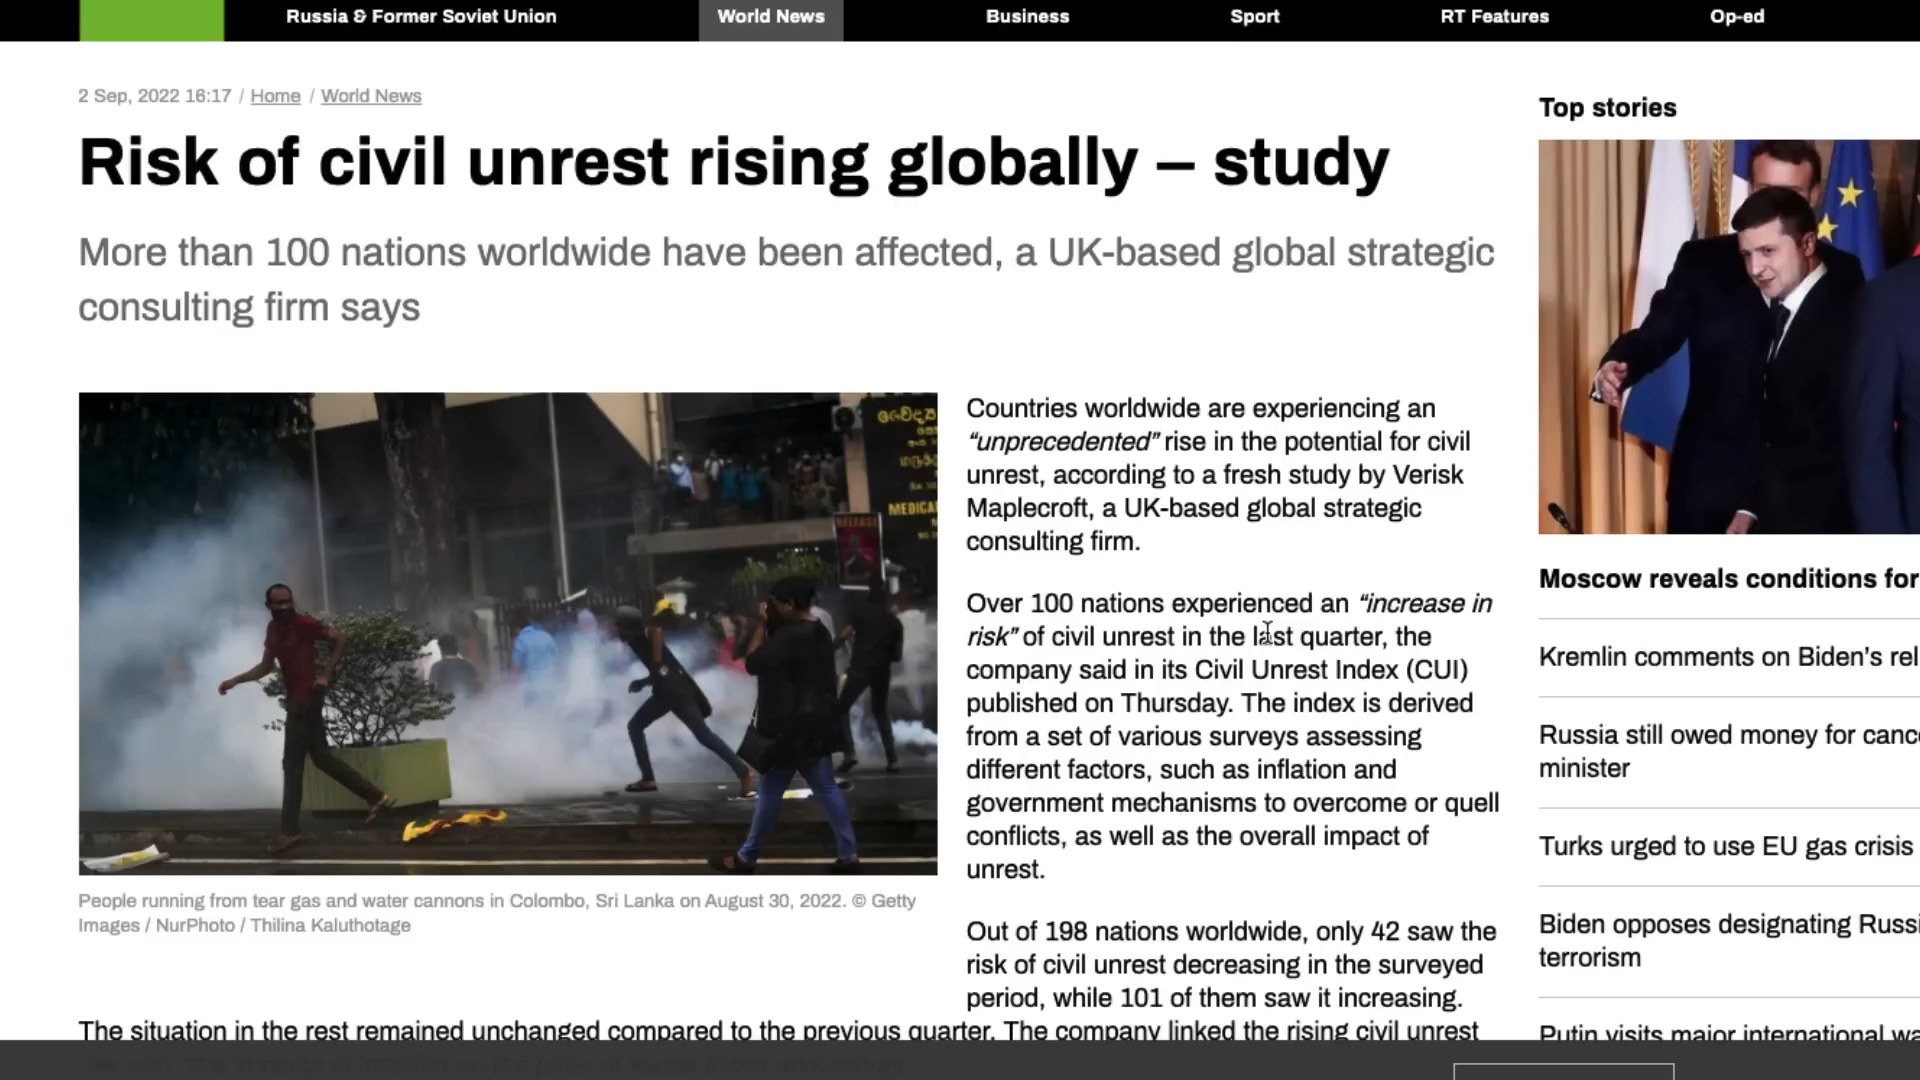 Russia & Former Soviet Union
World News
Business
Sport
RT Features
Op-ed
2 Sep, 2022 16:17 / Home / World News
Risk of civil unrest rising globally – study
More than 100 nations worldwide have been affected, a UK-based global strategic
consulting firm says
MEDICA
RELEASE
People running from tear gas and water cannons in Colombo, Sri Lanka on August 30, 2022. © Getty
Images / NurPhoto / Thilina Kaluthotage
Countries worldwide are experiencing an
“unprecedented” rise in the potential for civil
unrest, according to a fresh study by Verisk
Maplecroft, a UK-based global strategic
consulting firm.
Over 100 nations experienced an “increase in
risk” of civil unrest in the last quarter, the
company said in its Civil Unrest Index (CUI)
published on Thursday. The index is derived
from a set of various surveys assessing
different factors, such as inflation and
government mechanisms to overcome or quell
conflicts, as well as the overall impact of
unrest.
Out of 198 nations worldwide, only 42 saw the
risk of civil unrest decreasing in the surveyed
period, while 101 of them saw it increasing.
The situation in the rest remained unchanged compared to the previous quarter. The company linked the rising civil unrest
Top stories
Moscow reveals conditions for
Kremlin comments on Biden’s rel
Russia still owed money for canc
minister
Turks urged to use EU gas crisis
Biden opposes designating Russi
terrorism
Putin visits major international wa